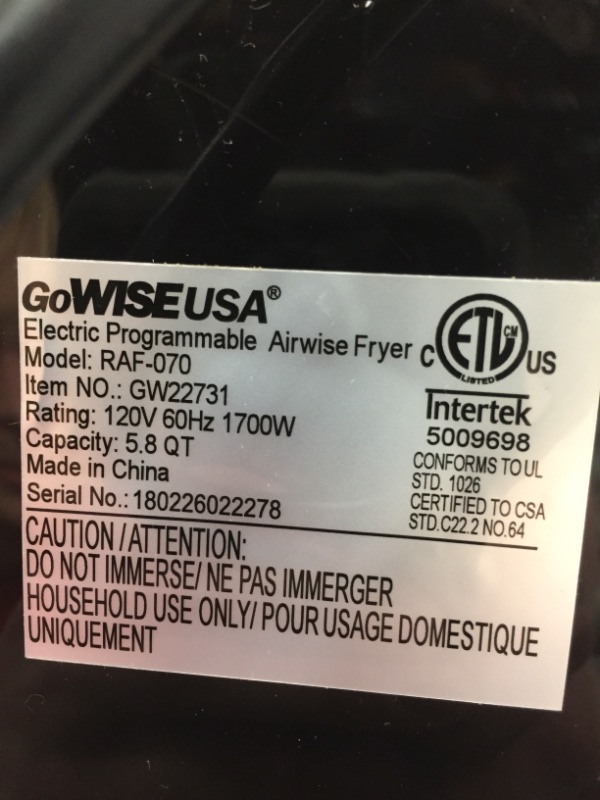 GoWISEUSA®
Electric Programmable Airwise Fryer
Model: RAF-070
Item NO.: GW22731
Rating: 120V 60Hz 1700W
Capacity: 5.8 QT
Made in China
Serial No.: 180226022278
C ETL CM US
LISTED
Intertek
5009698
CONFORMS TO UL
STD. 1026
CERTIFIED TO CSA
STD.C22.2 NO.64
CAUTION/ATTENTION:
DO NOT IMMERSE/ NE PAS IMMERGER
HOUSEHOLD USE ONLY/ POUR USAGE DOMESTIQUE
UNIQUEMENT